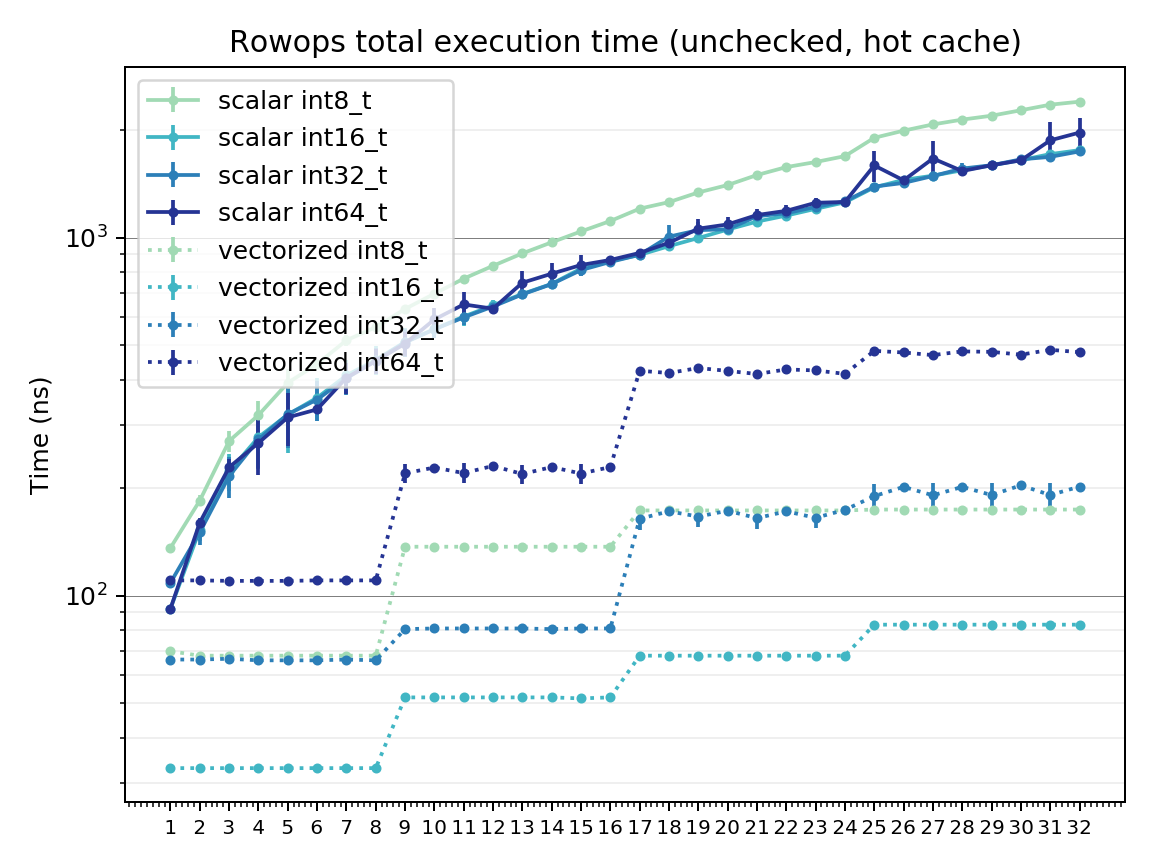 Rowops total execution time (unchecked, hot cache)
scalar int8_t
scalar int16_t
scalar int32_t
scalar int64_t
vectorized int8_t
vectorized int16_t
vectorized int32_t
vectorized int64_t
Time (ns)
10³
10²
1 2 3 4 5 6 7 8 9 10 11 12 13 14 15 16 17 18 19 20 21 22 23 24 25 26 27 28 29 30 31 32